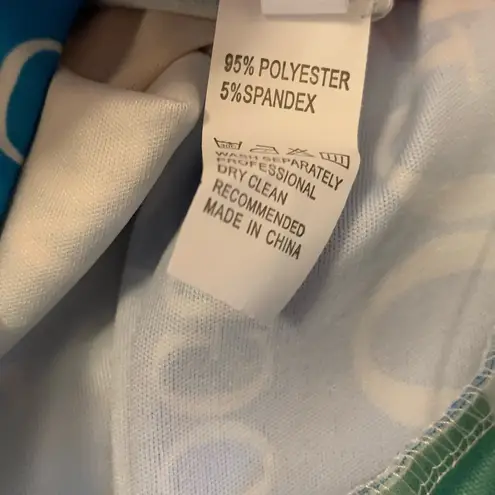 95% POLYESTER
5%SPANDEX
WASH SEPARATELY
PROFESSIONAL
DRY CLEAN
RECOMMENDED
MADE IN CHINA